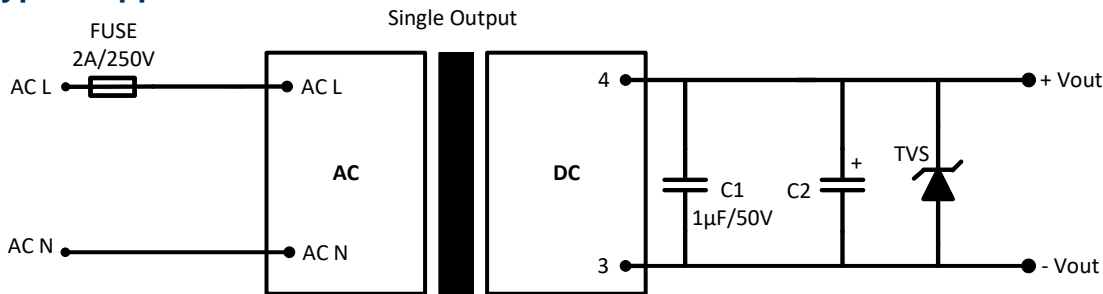 Single Output
FUSE
2A/250V
AC L
AC L
AC
AC N
AC N
DC
4
3
C1
1µF/50V
C2
+
TVS
+ Vout
- Vout